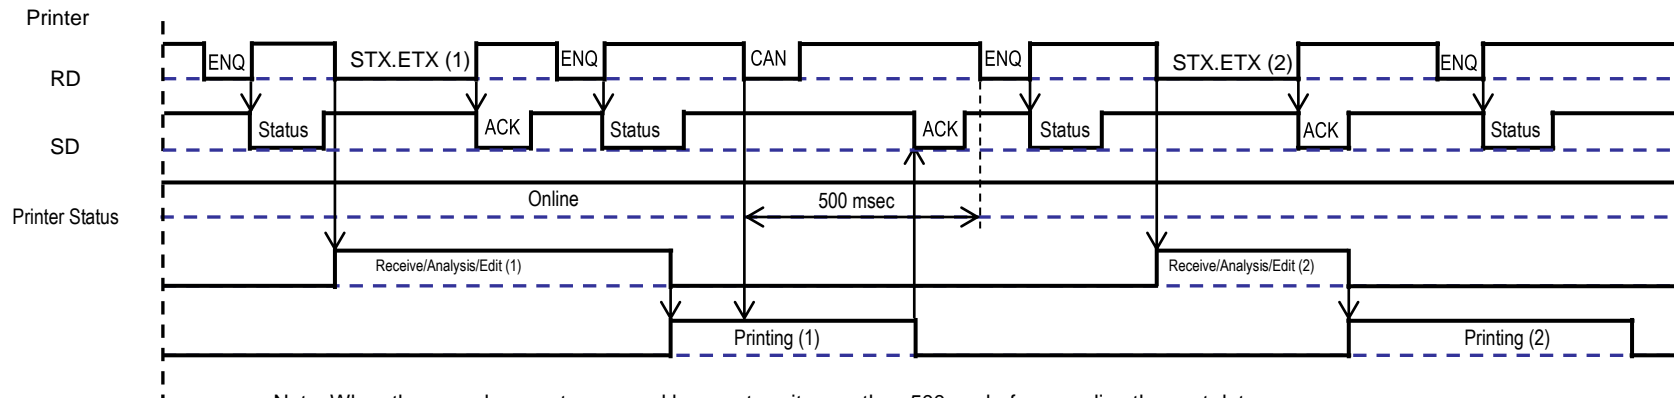 Printer
RD
ENQ
STX.ETX (1)
ENQ
CAN
ENQ
STX.ETX (2)
ENQ
SD
Status
ACK
Status
ACK
Status
ACK
Status
Printer Status
Online
500 msec
Receive/Analysis/Edit (1)
Receive/Analysis/Edit (2)
Printing (1)
Printing (2)